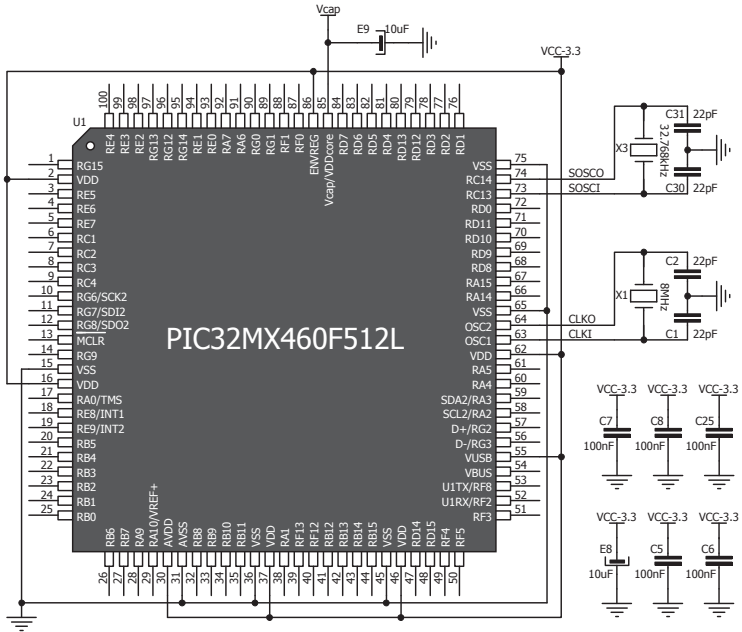 Vcap
E9 10uF
VCC-3.3
100 99 98 97 96 95 94 93 92 91 90 89 88 87 86 85 84 83 82 81 80 79 78 77 76
U1
RE4 RE3 RE2 RG13 RG12 RG14 RE1 RE0 RA7 RA6 RG0 RG1 RF1 RF0 ENVREG Vcap/VDDcore RD7 RD6 RD5 RD4 RD13 RD12 RD3 RD2 RD1
1 RG15
2 VDD
3 RE5
4 RE6
5 RE7
6 RC1
7 RC2
8 RC3
9 RC4
10 RG6/SCK2
11 RG7/SDI2
12 RG8/SDO2
13 MCLR
14 RG9
15 VSS
16 VDD
17 RA0/TMS
18 RE8/INT1
19 RE9/INT2
20 RB5
21 RB4
22 RB3
23 RB2
24 RB1
25 RB0
PIC32MX460F512L
VSS 75
RC14 74 SOSCO
RC13 73 SOSCI
RD0 72
RD11 71
RD10 70
RD9 69
RD8 68
RA15 67
RA14 66
VSS 65
OSC2 64 CLKO
OSC1 63 CLKI
VDD 62
RA5 61
RA4 60
SDA2/RA3 59
SCL2/RA2 58
D+/RG2 57
D-/RG3 56
VUSB 55
VBUS 54
U1TX/RF8 53
U1RX/RF2 52
RF3 51
RB6 RB7 RA9 RA10/VREF+ AVDD AVSS RB8 RB9 RB10 RB11 VSS VDD RA1 RF13 RF12 RB12 RB13 RB14 RB15 VSS VDD RD14 RD15 RF4 RF5
26 27 28 29 30 31 32 33 34 35 36 37 38 39 40 41 42 43 44 45 46 47 48 49 50
C31 22pF
X3 32.768kHz
C30 22pF
C2 22pF
X1 8MHz
C1 22pF
VCC-3.3 VCC-3.3 VCC-3.3
C7 C8 C25
100nF 100nF 100nF
VCC-3.3 VCC-3.3 VCC-3.3
E8 C5 C6
10uF 100nF 100nF